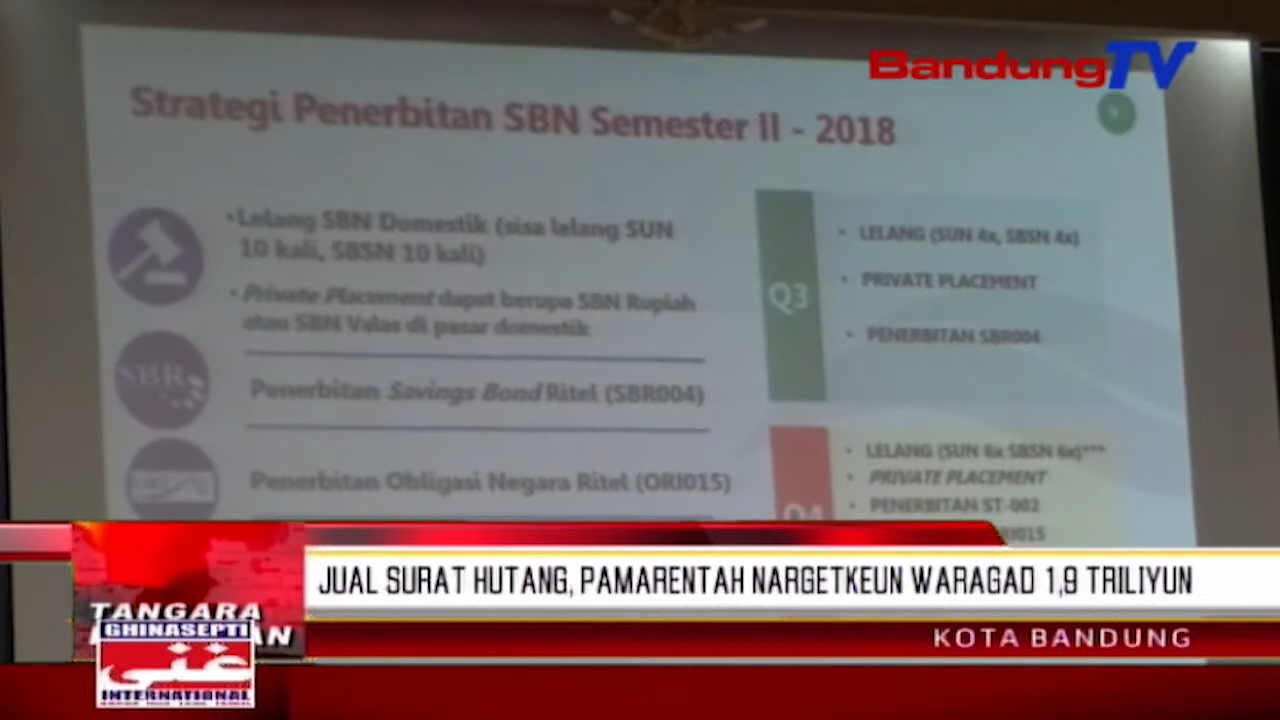 BandungTV
Strategi Penerbitan SBN Semester II - 2018
• Lelang SBN Domestik (sisa lelang SUN
10 kali, SBSN 10 kali)
• Private Placement dapat berupa SBN Rupiah
atau SBN Valas di pasar domestik
SBR
Penerbitan Savings Bond Ritel (SBR004)
Penerbitan Obligasi Negara Ritel (ORI015)
Q3
• LELANG (SUN 4x, SBSN 4x)
• PRIVATE PLACEMENT
• PENERBITAN SBR004
Q4
• LELANG (SUN 6x SBSN 6x)***
• PRIVATE PLACEMENT
• PENERBITAN ST-002
JUAL SURAT HUTANG, PAMARENTAH NARGETKEUN WARAGAD 1,9 TRILIYUN
KOTA BANDUNG
TANGARA
GHINASEPTI
غنى
INTERNATIONAL